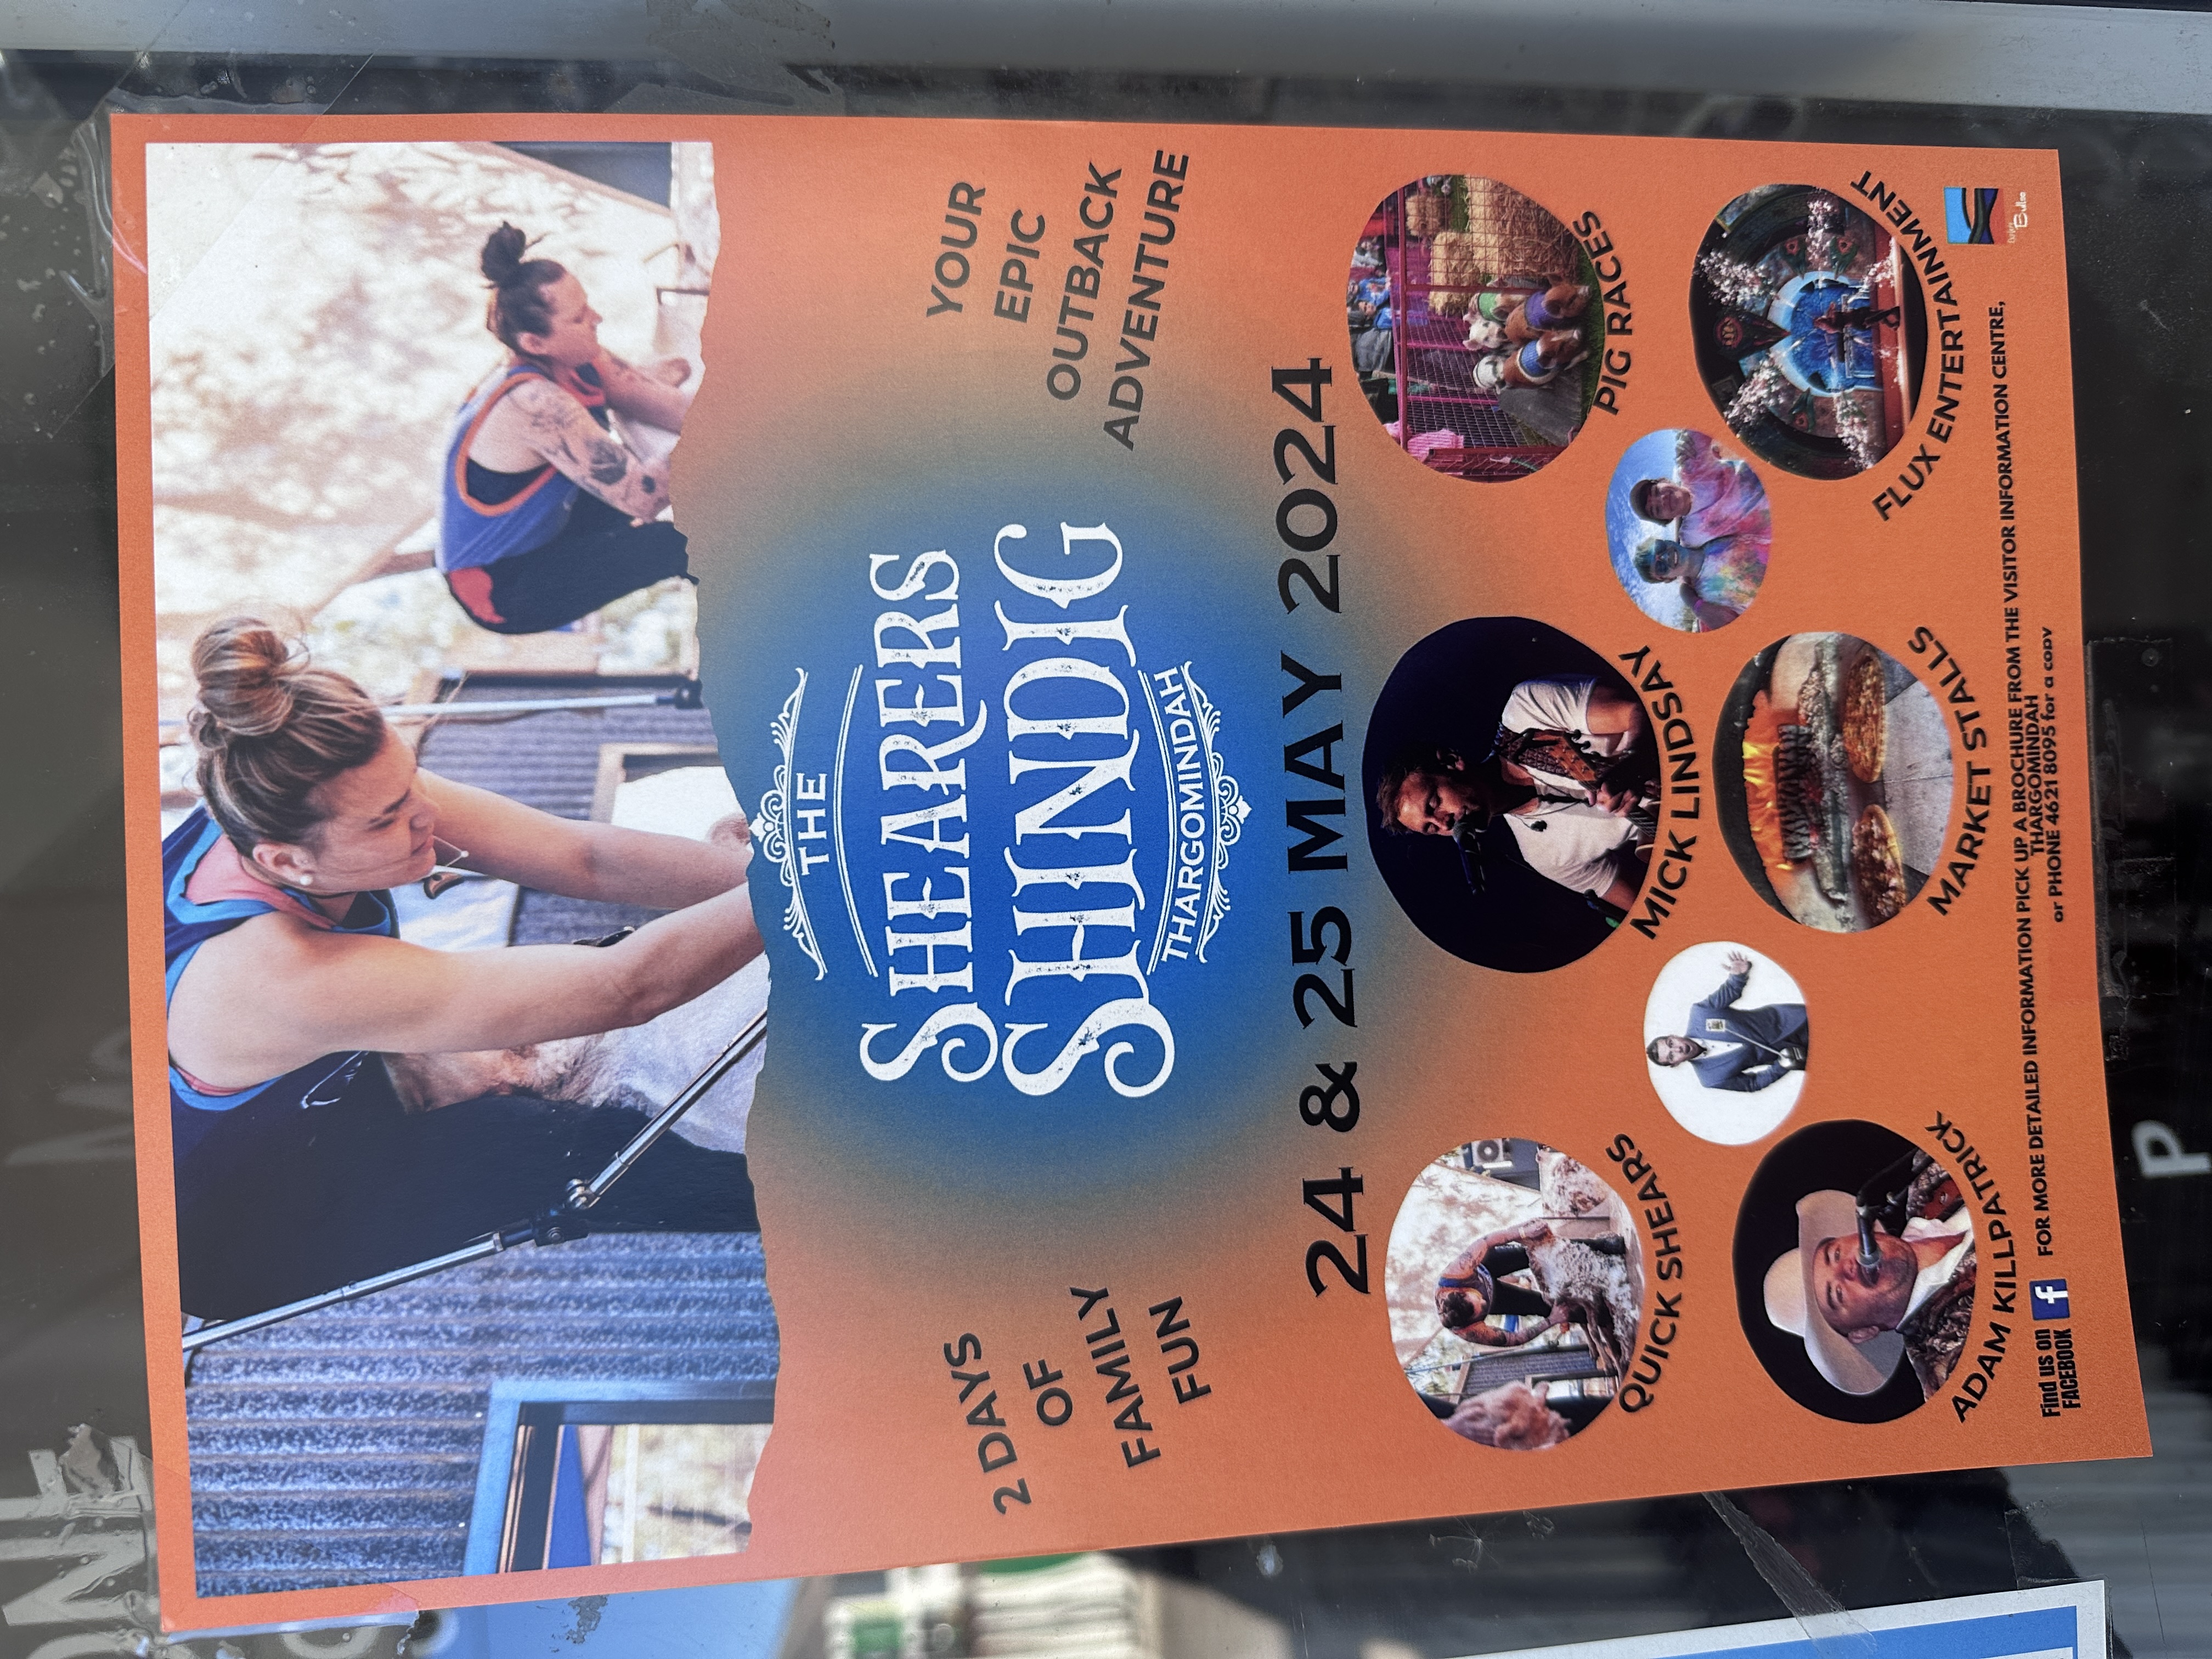 2 DAYS
OF
FAMILY
FUN
THE
SHEARERS
SHINDIG
THARGOMINDAH
YOUR
EPIC
OUTBACK
ADVENTURE
24 & 25 MAY 2024
QUICK SHEARS
MICK LINDSAY
PIG RACES
ADAM KILLPATRICK
MARKET STALLS
FLUX ENTERTAINMENT
Find us on
FACEBOOK
f
FOR MORE DETAILED INFORMATION PICK UP A BROCHURE FROM THE VISITOR INFORMATION CENTRE,
THARGOMINDAH
or PHONE 4621 8095 for a copy
Bulloo
P